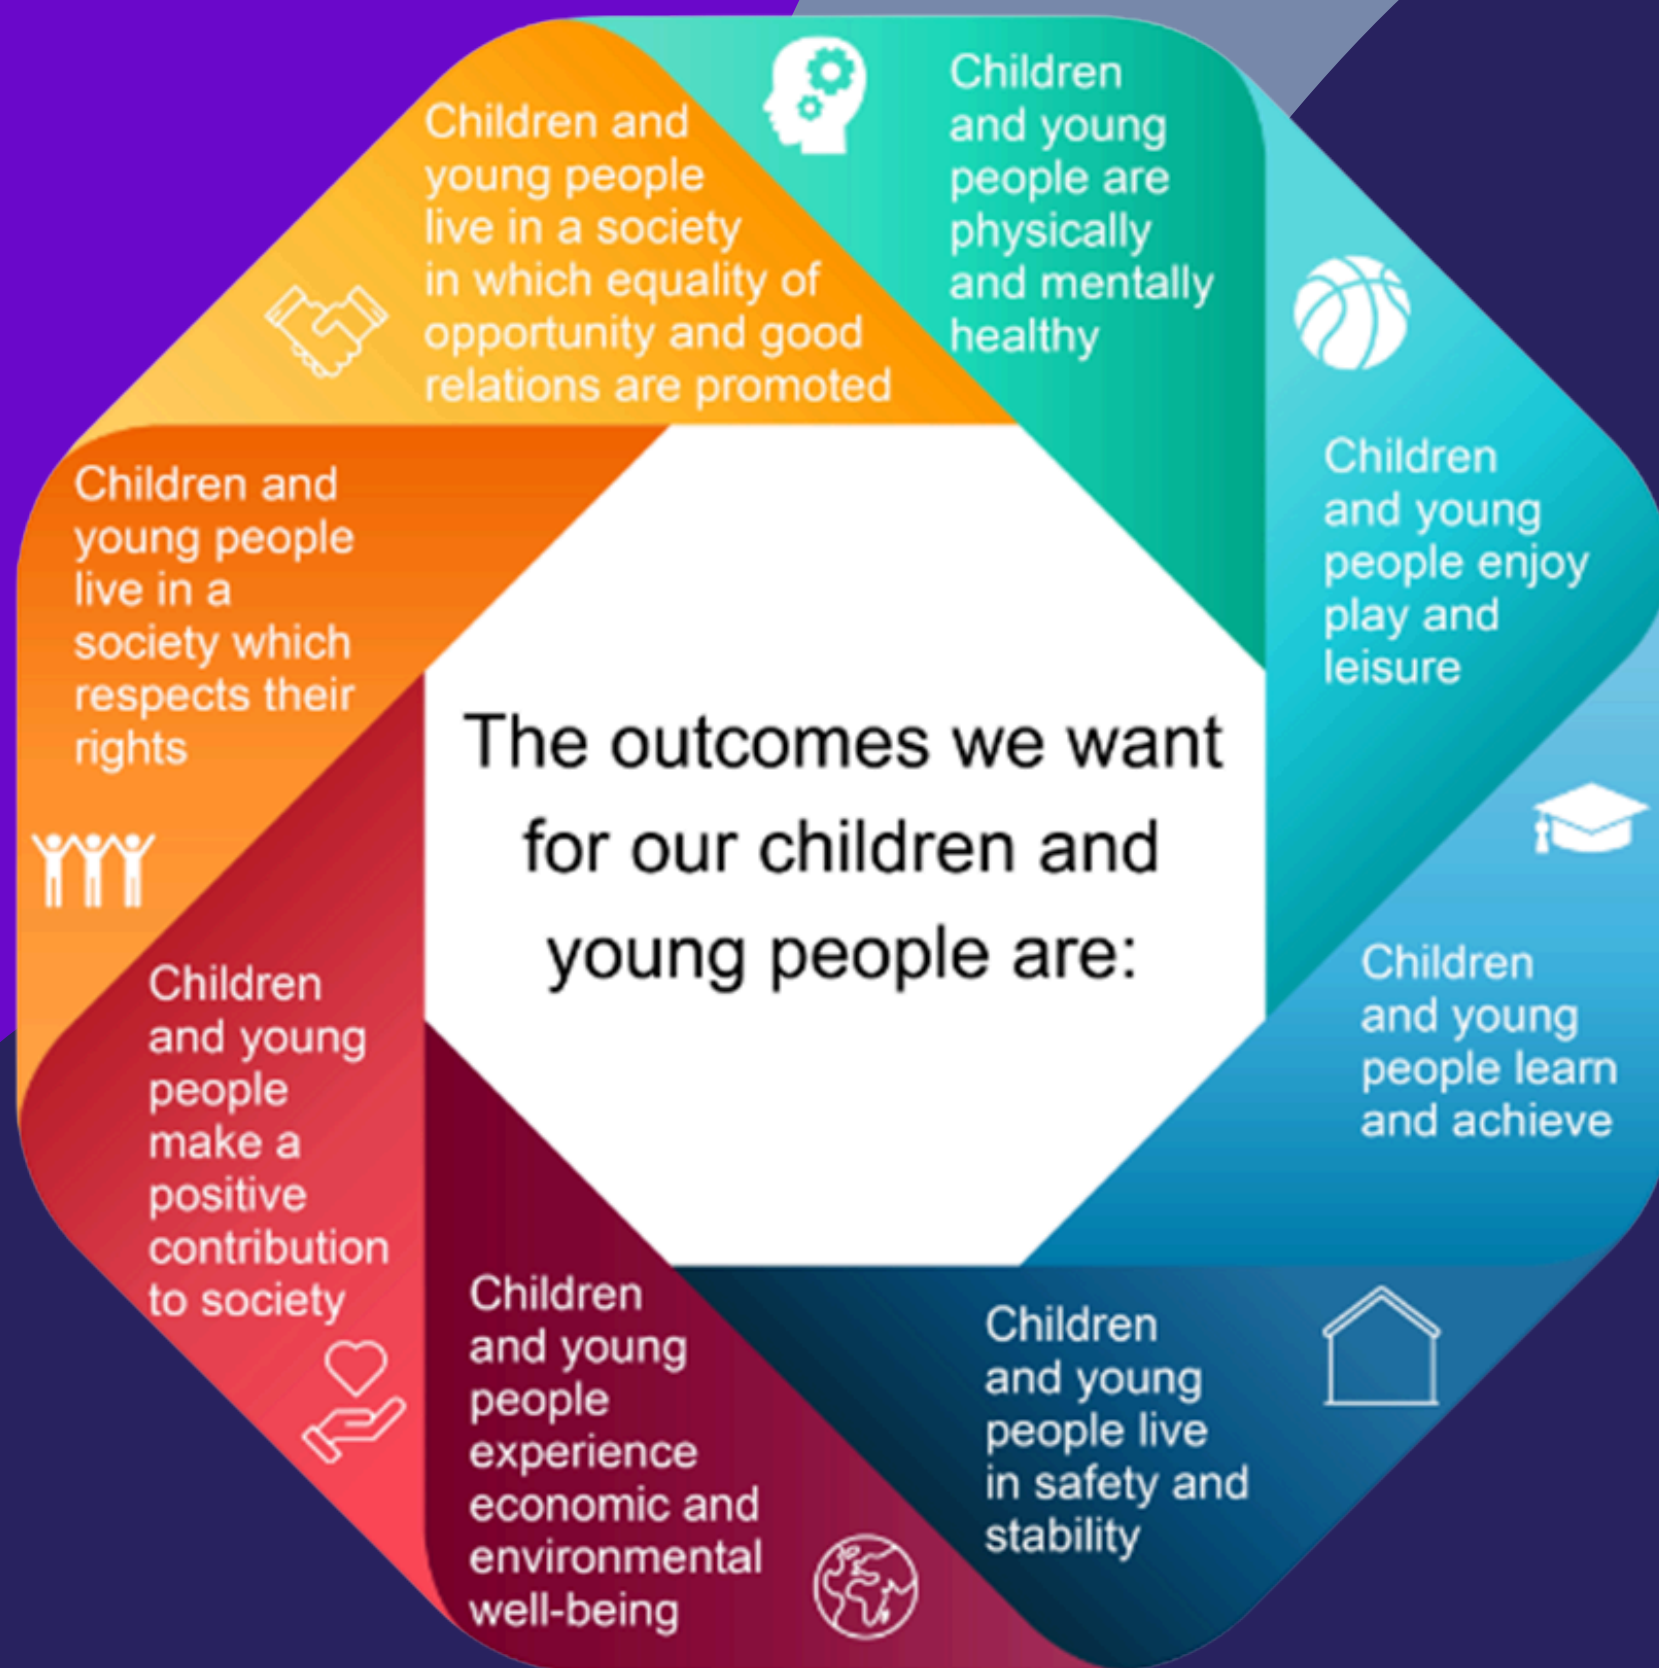 The outcomes we want
for our children and
young people are:
Children
and young
people are
physically
and mentally
healthy
Children
and young
people enjoy
play and
leisure
Children
and young
people learn
and achieve
Children
and young
people live
in safety and
stability
Children
and young
people
experience
economic and
environmental
well-being
Children
and young
people
make a
positive
contribution
to society
Children and
young people
live in a
society which
respects their
rights
Children and
young people
live in a society
in which equality of
opportunity and good
relations are promoted